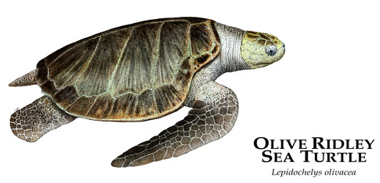 OLIVE RIDLEY
SEA TURTLE
Lepidochelys olivacea